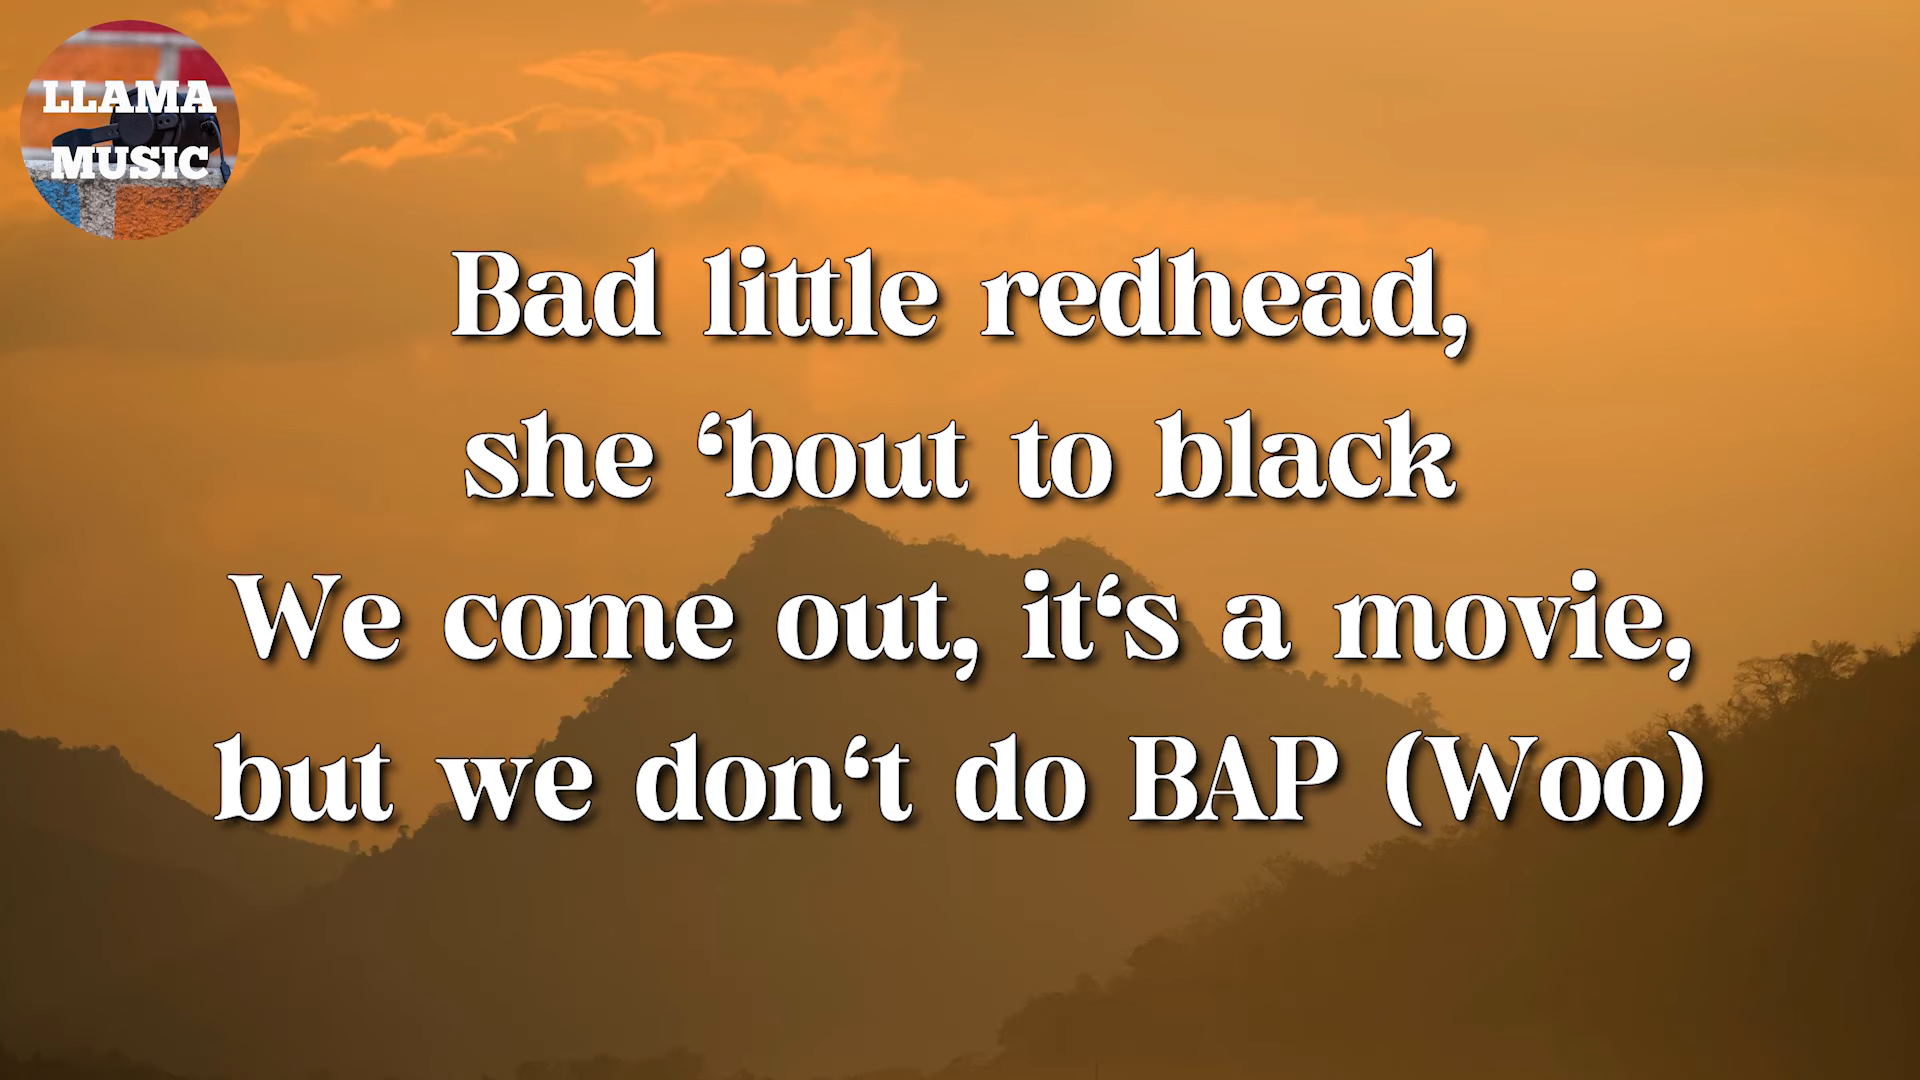 LLAMA
MUSIC
Bad little redhead,
she ‘bout to black
We come out, it‘s a movie,
but we don‘t do BAP (Woo)